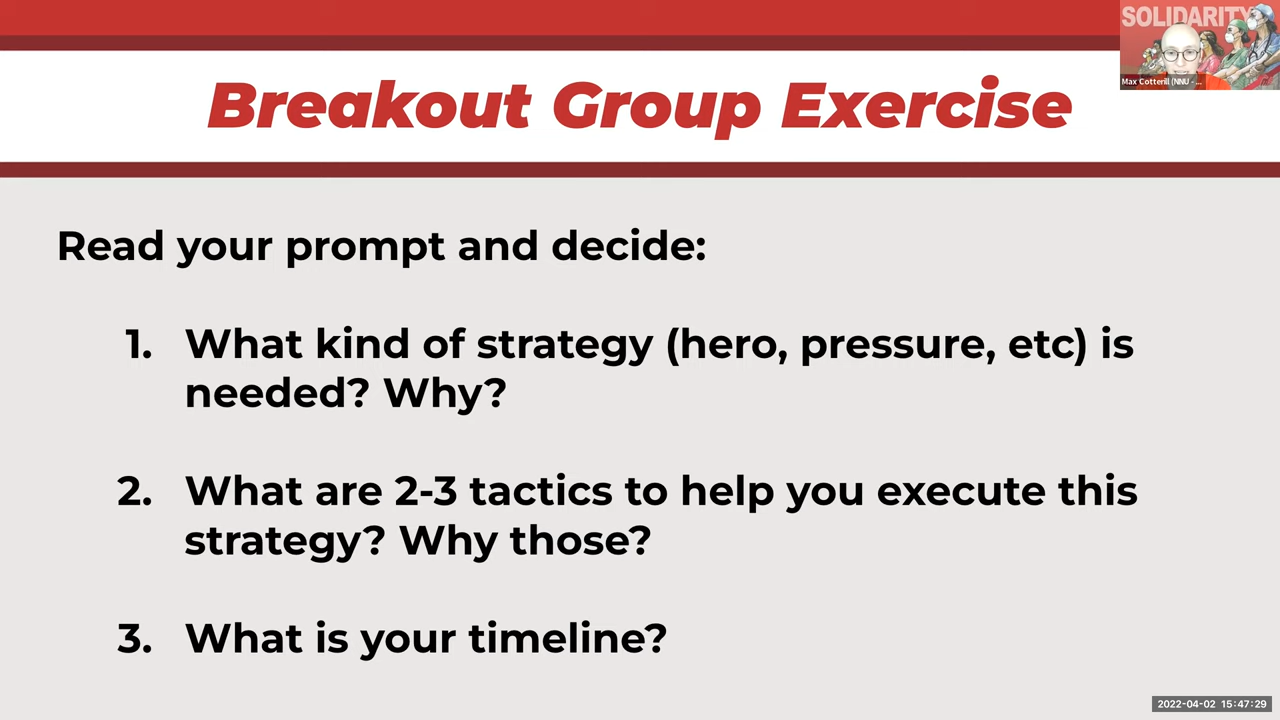 SOLIDARITY
Max Cotterill (NNU - ...
Breakout Group Exercise
Read your prompt and decide:
1. What kind of strategy (hero, pressure, etc) is
needed? Why?
2. What are 2-3 tactics to help you execute this
strategy? Why those?
3. What is your timeline?
2022-04-02 15:47:29